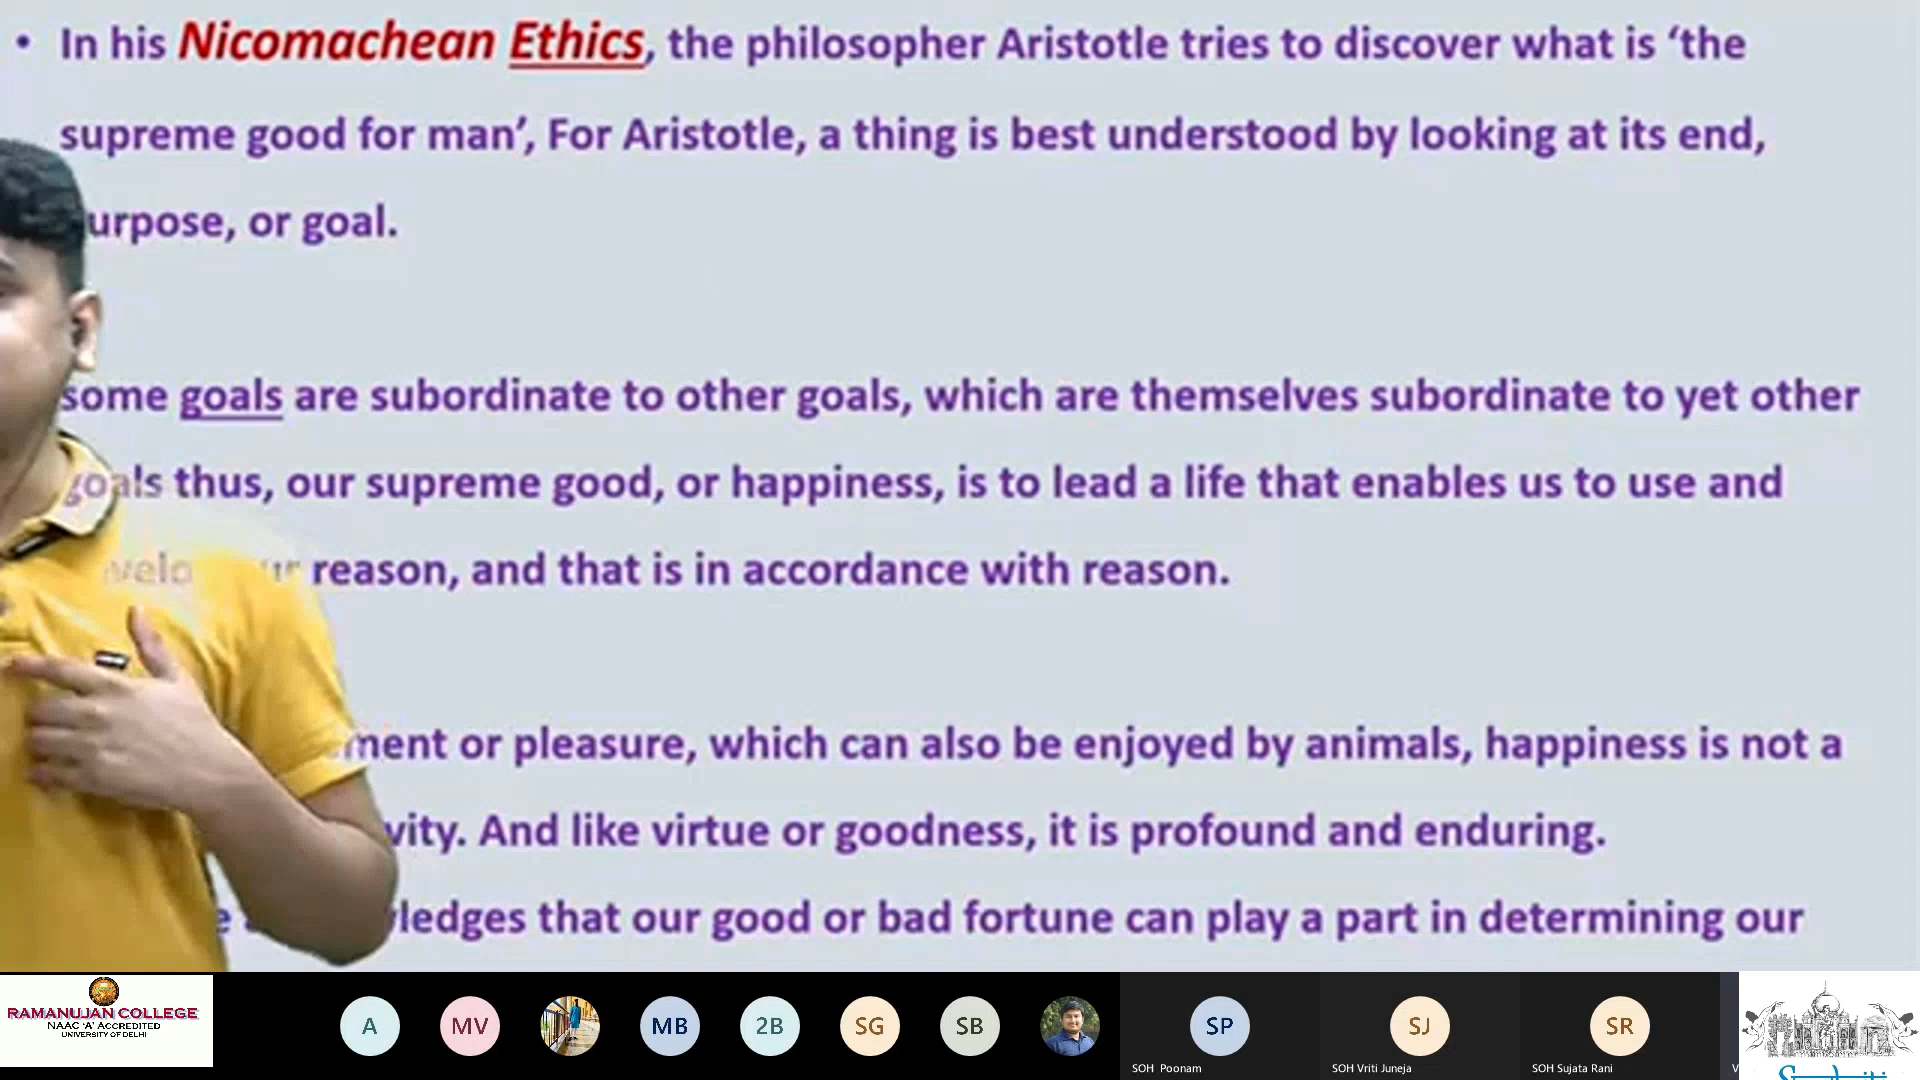 • In his Nicomachean Ethics, the philosopher Aristotle tries to discover what is ‘the
supreme good for man’, For Aristotle, a thing is best understood by looking at its end,
or goal.
some goals are subordinate to other goals, which are themselves subordinate to yet other
goals thus, our supreme good, or happiness, is to lead a life that enables us to use and
reason, and that is in accordance with reason.
or pleasure, which can also be enjoyed by animals, happiness is not a
And like virtue or goodness, it is profound and enduring.
that our good or bad fortune can play a part in determining our
RAMANUJAN COLLEGE
NAAC ‘A’ ACCREDITED
UNIVERSITY OF DELHI
A MV MB 2B SG SB SP SJ SR
SOH Poonam SOH Vriti Juneja SOH Sujata Rani